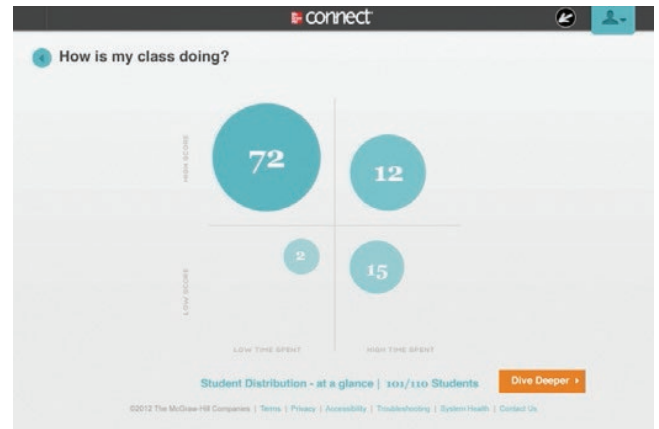 connect
How is my class doing?
HIGH SCORE
72
12
2
15
LOW SCORE
LOW TIME SPENT
HIGH TIME SPENT
Student Distribution - at a glance | 101/110 Students
Dive Deeper
©2012 The McGraw-Hill Companies | Terms | Privacy | Accessibility | Troubleshooting | System Health | Contact Us